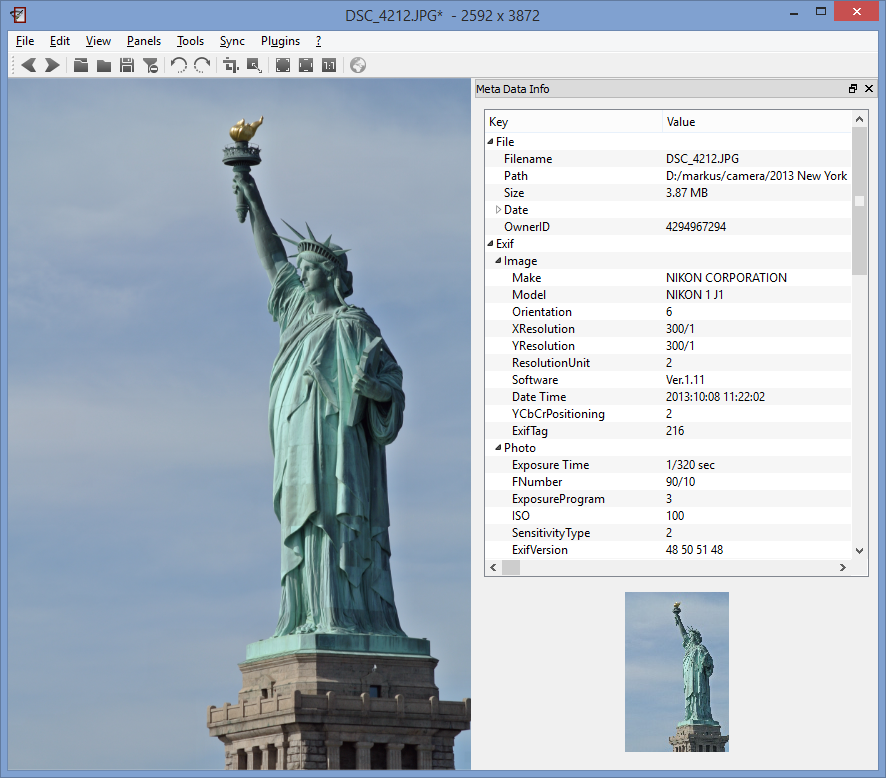 DSC_4212.JPG* - 2592 x 3872
File Edit View Panels Tools Sync Plugins ?
1:1
Meta Data Info
Key Value
File
Filename DSC_4212.JPG
Path D:/markus/camera/2013 New York
Size 3.87 MB
Date
OwnerID 4294967294
Exif
Image
Make NIKON CORPORATION
Model NIKON 1 J1
Orientation 6
XResolution 300/1
YResolution 300/1
ResolutionUnit 2
Software Ver.1.11
Date Time 2013:10:08 11:22:02
YCbCrPositioning 2
ExifTag 216
Photo
Exposure Time 1/320 sec
FNumber 90/10
ExposureProgram 3
ISO 100
SensitivityType 2
ExifVersion 48 50 51 48